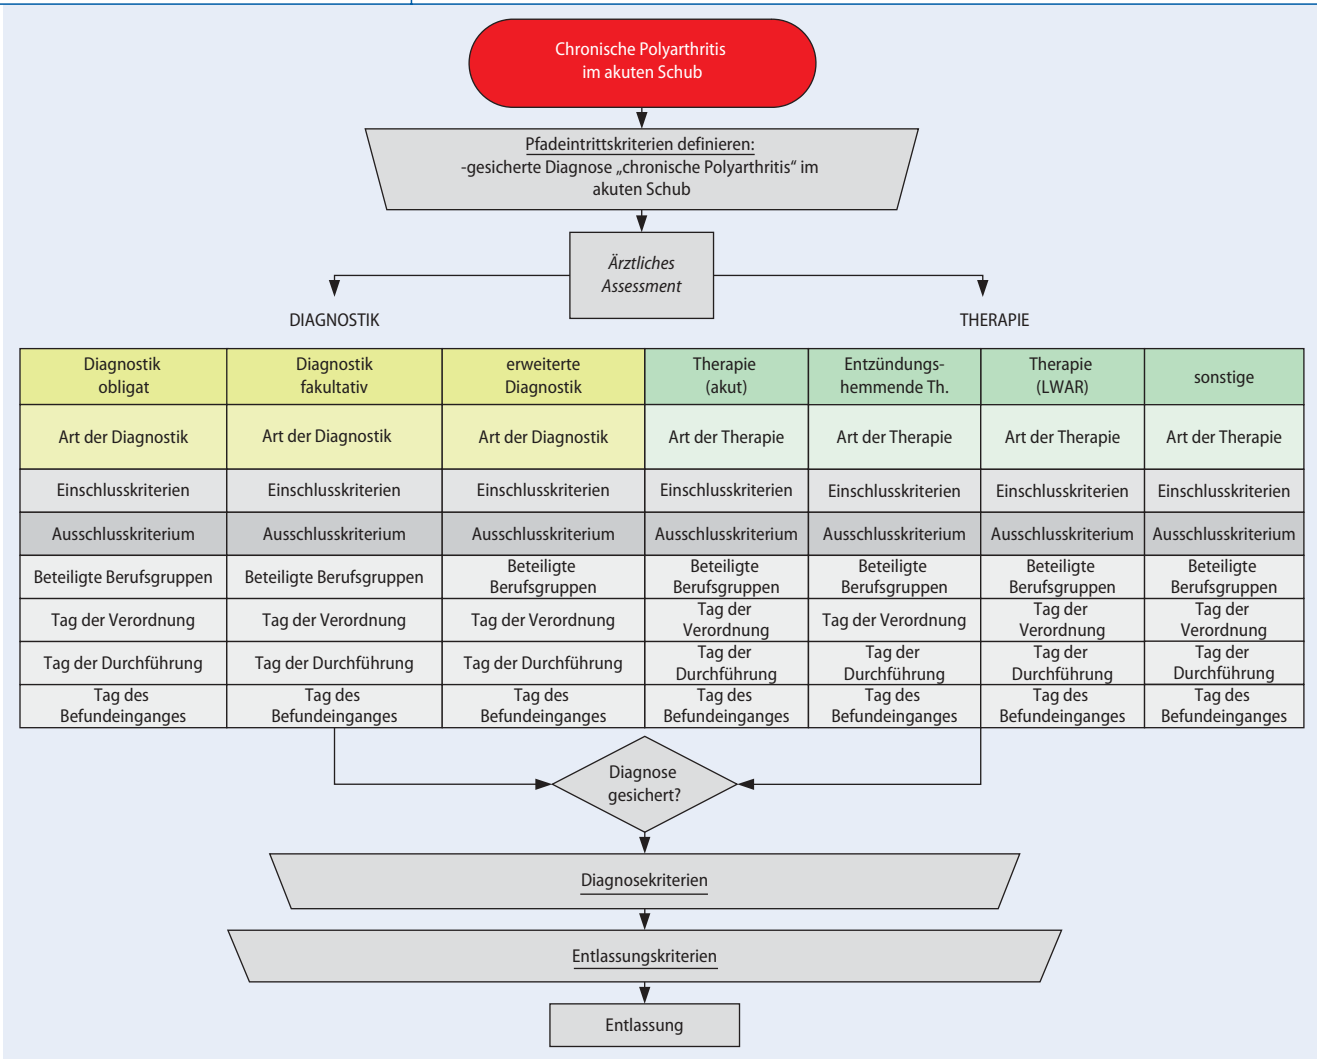 Chronische Polyarthritis
im akuten Schub
Pfadeintrittskriterien definieren:
-gesicherte Diagnose „chronische Polyarthritis“ im
akuten Schub
Ärztliches
Assessment
DIAGNOSTIK
THERAPIE
Diagnostik
obligat
Diagnostik
fakultativ
erweiterte
Diagnostik
Therapie
(akut)
Entzündungs-
hemmende Th.
Therapie
(LWAR)
sonstige
Art der Diagnostik
Art der Diagnostik
Art der Diagnostik
Art der Therapie
Art der Therapie
Art der Therapie
Art der Therapie
Einschlusskriterien
Einschlusskriterien
Einschlusskriterien
Einschlusskriterien
Einschlusskriterien
Einschlusskriterien
Einschlusskriterien
Ausschlusskriterium
Ausschlusskriterium
Ausschlusskriterium
Ausschlusskriterium
Ausschlusskriterium
Ausschlusskriterium
Ausschlusskriterium
Beteiligte Berufsgruppen
Beteiligte Berufsgruppen
Beteiligte
Berufsgruppen
Beteiligte
Berufsgruppen
Beteiligte
Berufsgruppen
Beteiligte
Berufsgruppen
Beteiligte
Berufsgruppen
Tag der Verordnung
Tag der Verordnung
Tag der Verordnung
Tag der
Verordnung
Tag der Verordnung
Tag der
Verordnung
Tag der
Verordnung
Tag der Durchführung
Tag der Durchführung
Tag der Durchführung
Tag der
Durchführung
Tag der
Durchführung
Tag der
Durchführung
Tag der
Durchführung
Tag des
Befundeinganges
Tag des
Befundeinganges
Tag des
Befundeinganges
Tag des
Befundeinganges
Tag des
Befundeinganges
Tag des
Befundeinganges
Tag des
Befundeinganges
Diagnose
gesichert?
Diagnosekriterien
Entlassungskriterien
Entlassung